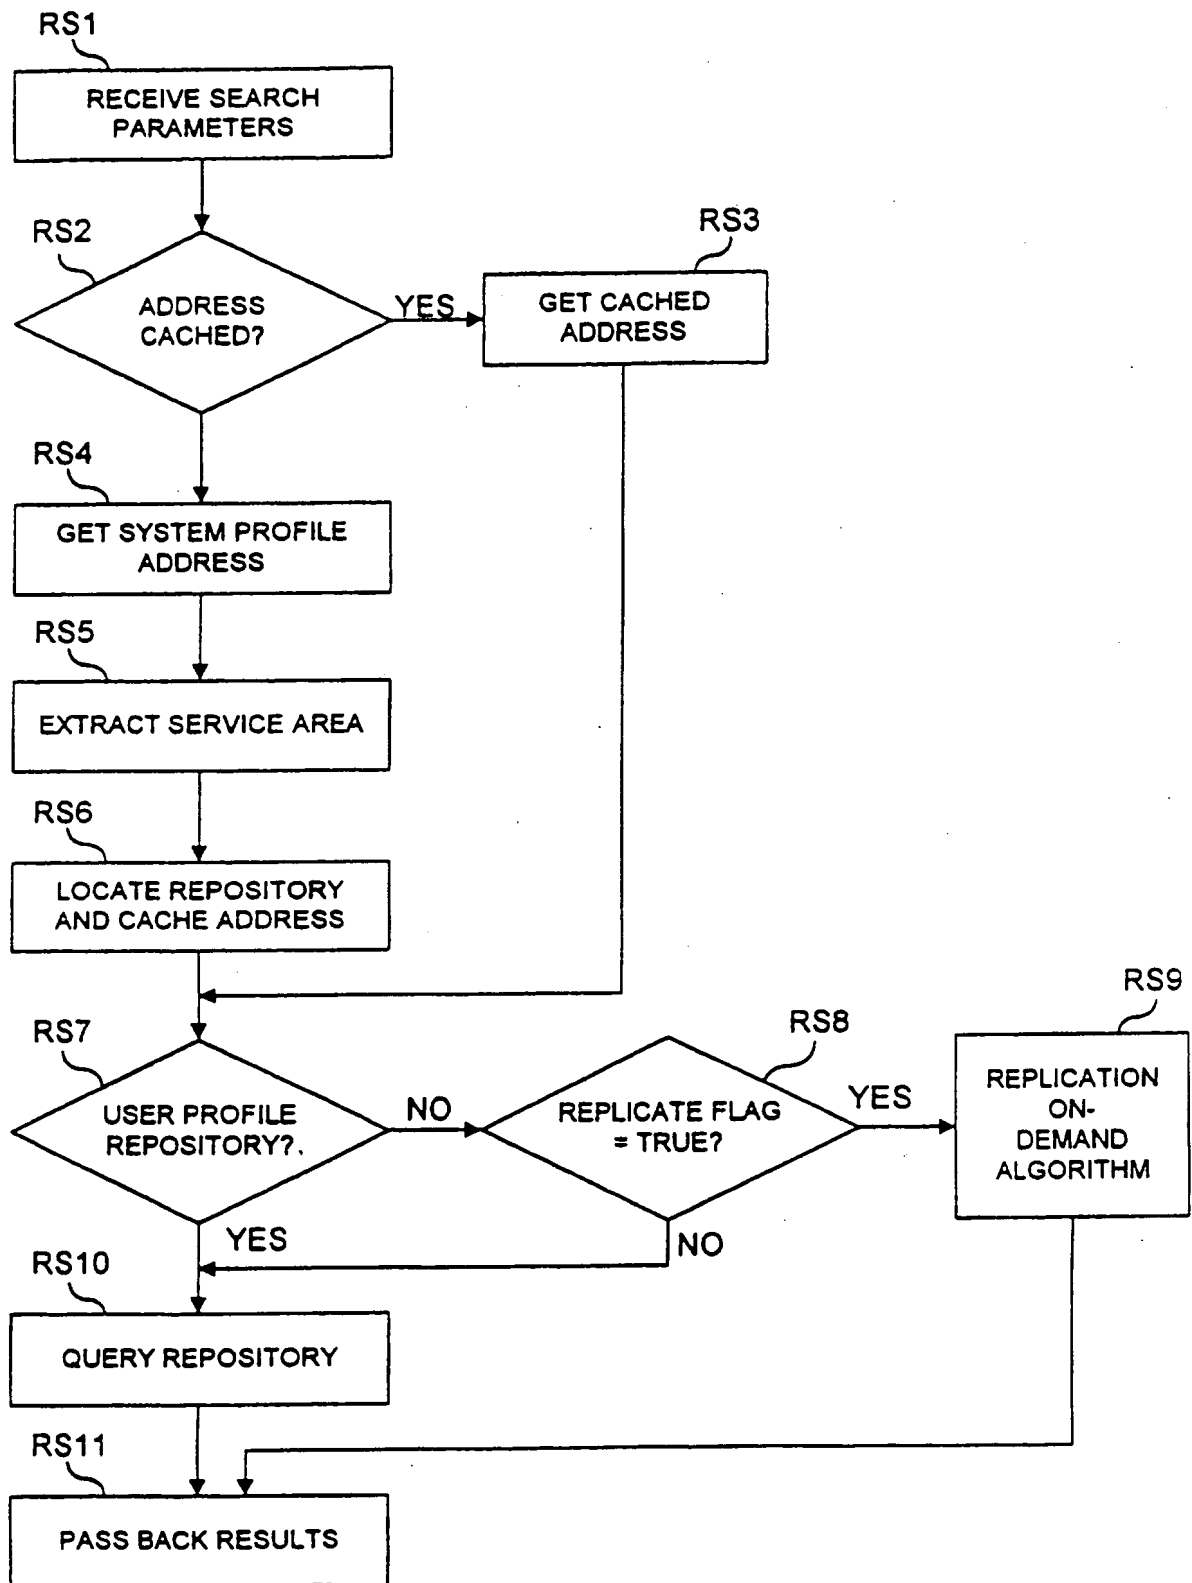 RS1
RECEIVE SEARCH
PARAMETERS
RS2
ADDRESS
CACHED?
YES
RS3
GET CACHED
ADDRESS
RS4
GET SYSTEM PROFILE
ADDRESS
RS5
EXTRACT SERVICE AREA
RS6
LOCATE REPOSITORY
AND CACHE ADDRESS
RS7
USER PROFILE
REPOSITORY?.
NO
RS8
REPLICATE FLAG
= TRUE?
YES
RS9
REPLICATION
ON-
DEMAND
ALGORITHM
YES
NO
RS10
QUERY REPOSITORY
RS11
PASS BACK RESULTS